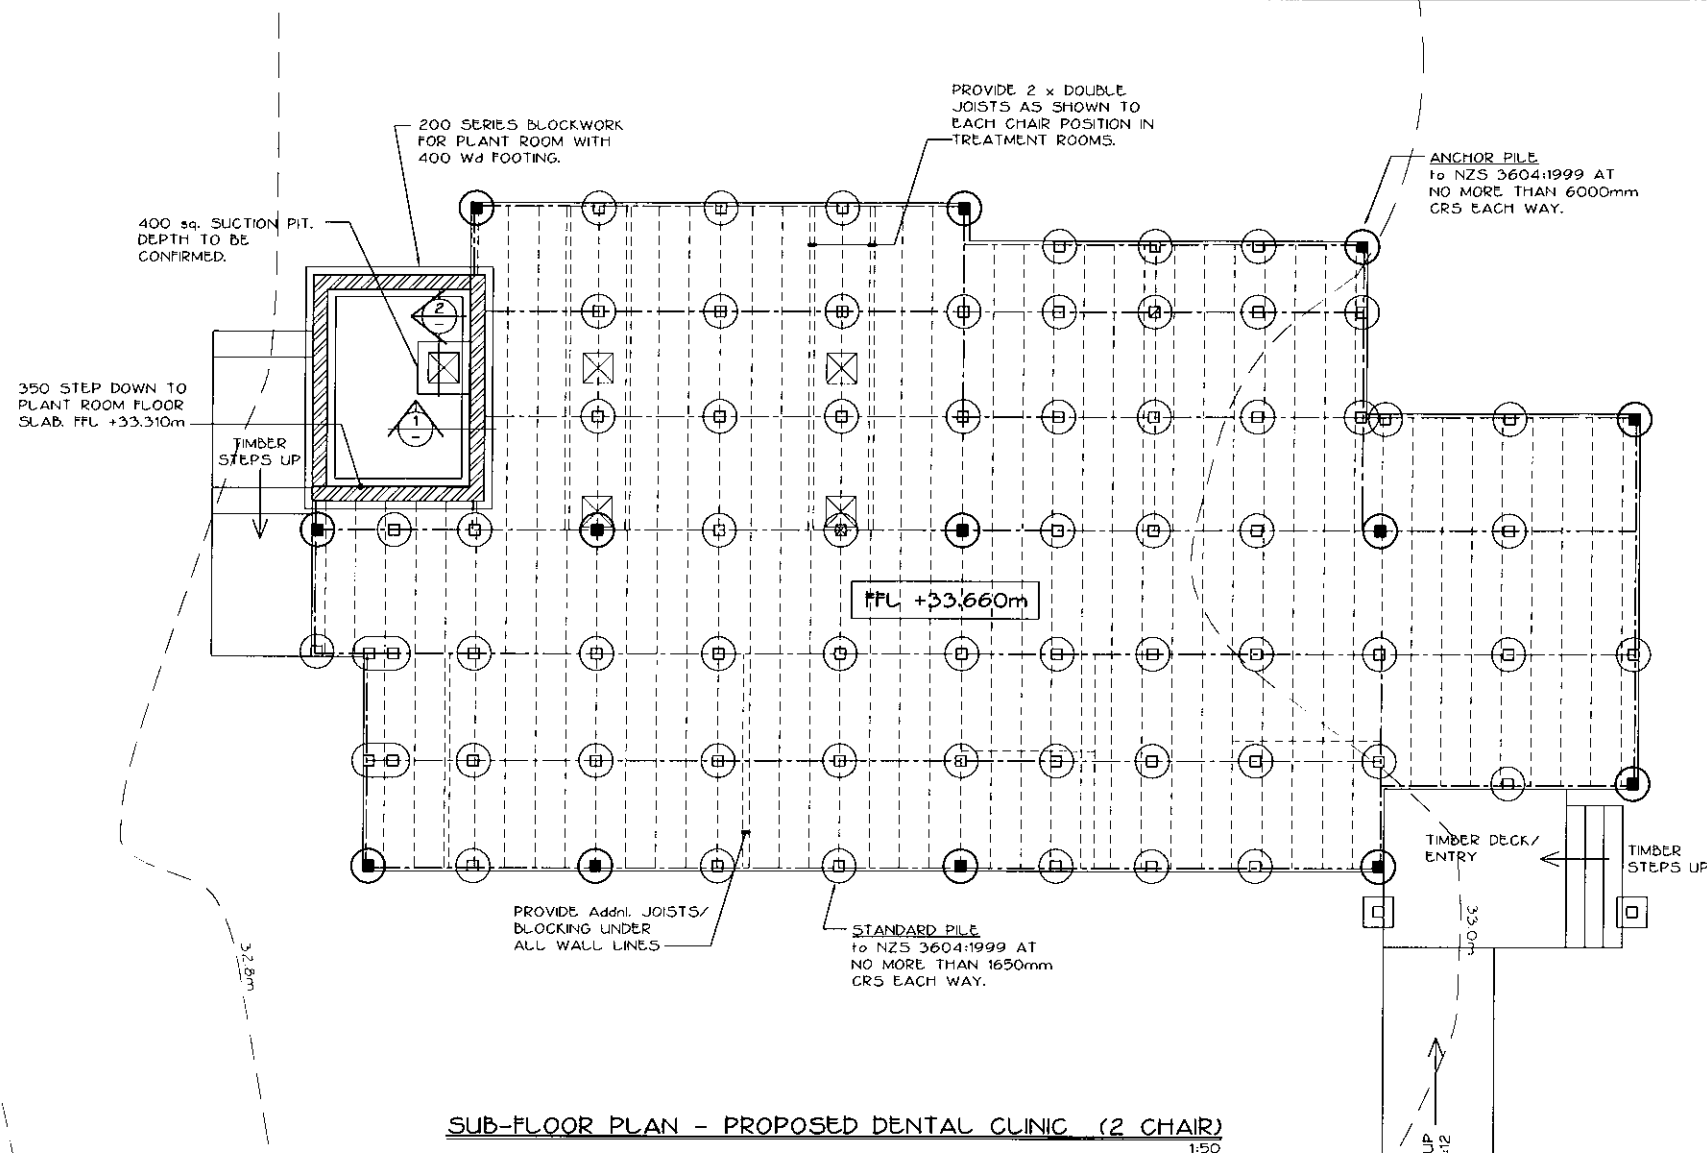 PROVIDE 2 x DOUBLE
JOISTS AS SHOWN TO
EACH CHAIR POSITION IN
TREATMENT ROOMS.
200 SERIES BLOCKWORK
FOR PLANT ROOM WITH
400 Wd FOOTING.
ANCHOR PILE
to NZS 3604:1999 AT
NO MORE THAN 6000mm
CRS EACH WAY.
400 sq. SUCTION PIT.
DEPTH TO BE
CONFIRMED.
2
-
350 STEP DOWN TO
PLANT ROOM FLOOR
SLAB. FFL +33.310m
1
-
TIMBER
STEPS UP
FFL +33.660m
TIMBER DECK/
ENTRY
TIMBER
STEPS UP
PROVIDE Addnl. JOISTS/
BLOCKING UNDER
ALL WALL LINES
STANDARD PILE
to NZS 3604:1999 AT
NO MORE THAN 1650mm
CRS EACH WAY.
32.8m
33.0m
SUB-FLOOR PLAN - PROPOSED DENTAL CLINIC (2 CHAIR)
1:50
UP
:12